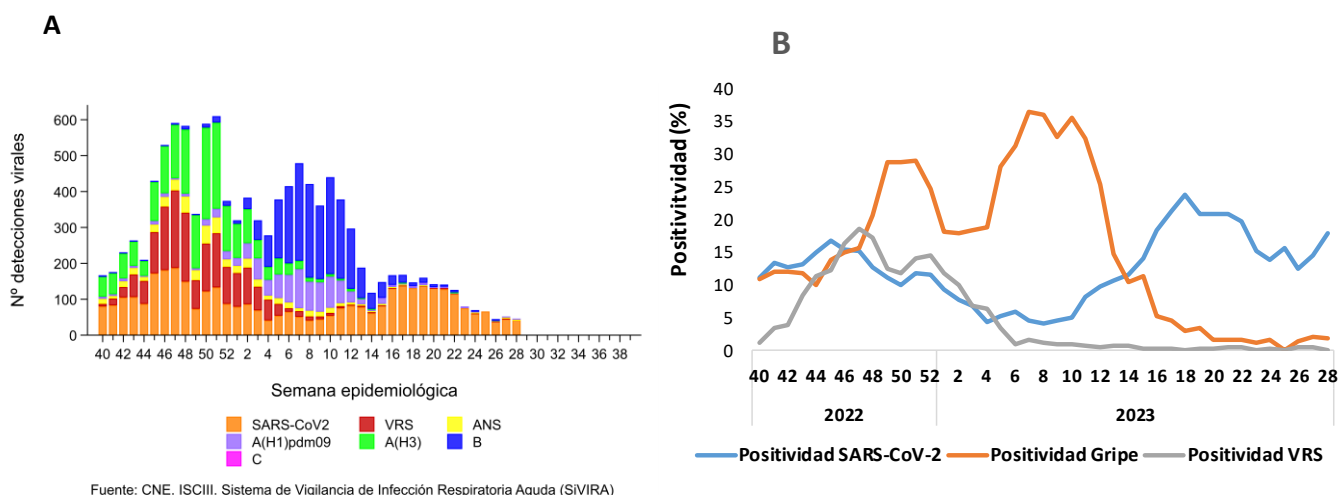 A
Nº detecciones virales
600
500
400
300
200
100
0
40 42 44 46 48 50 52 2 4 6 8 10 12 14 16 18 20 22 24 26 28 30 32 34 36 38
Semana epidemiológica
SARS-CoV2 VRS ANS
A(H1)pdm09 A(H3) B
C
Fuente: CNE. ISCIII. Sistema de Vigilancia de Infección Respiratoria Aguda (SiVIRA)
B
Positivitvidad (%)
40
35
30
25
20
15
10
5
0
40 42 44 46 48 50 52 2 4 6 8 10 12 14 16 18 20 22 24 26 28
2022 2023
Positividad SARS-CoV-2 Positividad Gripe Positividad VRS